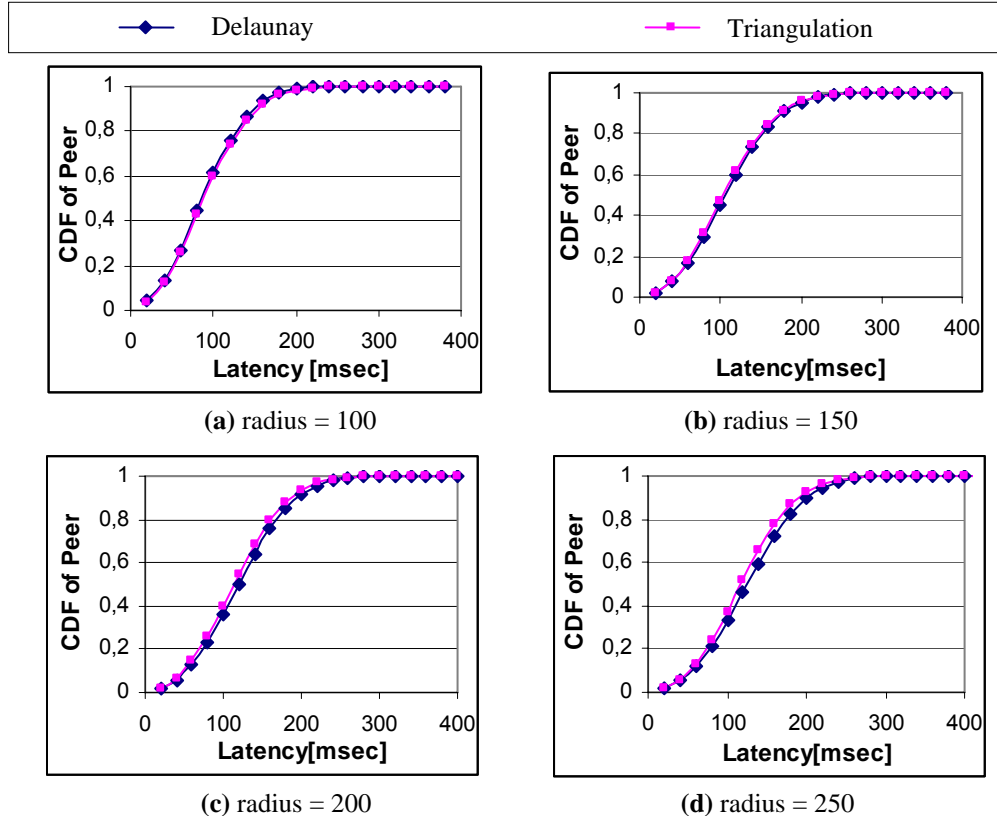 Delaunay
Triangulation
1
0,8
0,6
0,4
0,2
0
CDF of Peer
0 100 200 300 400
Latency [msec]
(a) radius = 100
1
0,8
0,6
0,4
0,2
0
CDF of Peer
0 100 200 300 400
Latency[msec]
(b) radius = 150
1
0,8
0,6
0,4
0,2
0
CDF of Peer
0 100 200 300 400
Latency[msec]
(c) radius = 200
1
0,8
0,6
0,4
0,2
0
CDF of Peer
0 100 200 300 400
Latency[msec]
(d) radius = 250